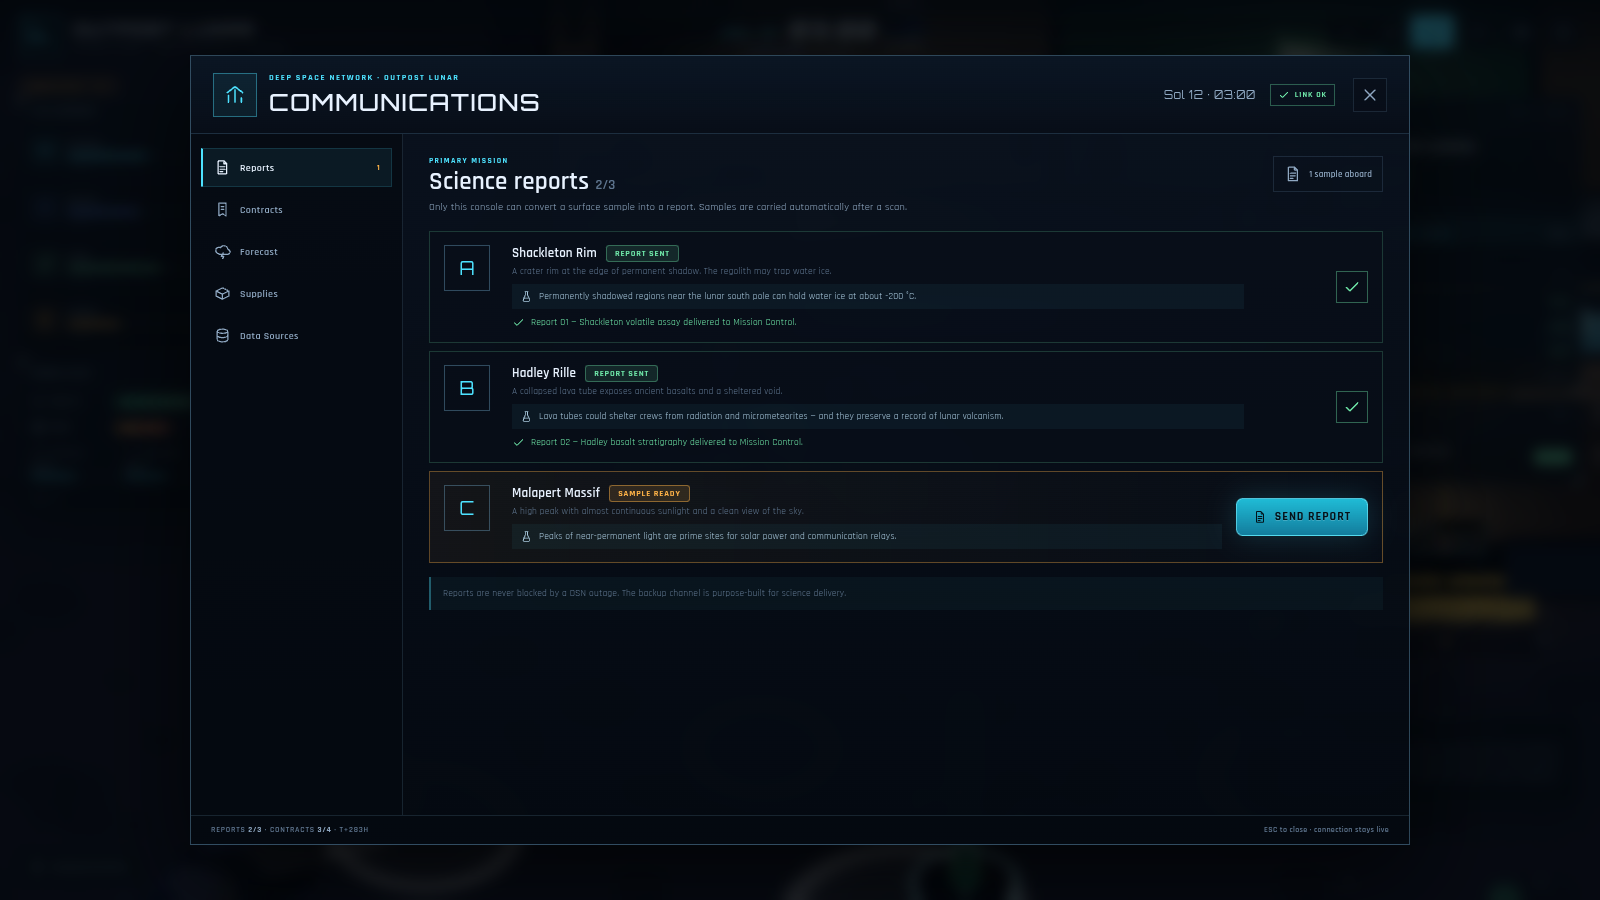 DEEP SPACE NETWORK · OUTPOST LUNAR
COMMUNICATIONS
Sol 12 · 03:00
LINK OK
Reports 1
Contracts
Forecast
Supplies
Data Sources
PRIMARY MISSION
Science reports 2/3
Only this console can convert a surface sample into a report. Samples are carried automatically after a scan.
1 sample aboard
A
Shackleton Rim REPORT SENT
A crater rim at the edge of permanent shadow. The regolith may trap water ice.
Permanently shadowed regions near the lunar south pole can hold water ice at about -200 °C.
Report 01 — Shackleton volatile assay delivered to Mission Control.
B
Hadley Rille REPORT SENT
A collapsed lava tube exposes ancient basalts and a sheltered void.
Lava tubes could shelter crews from radiation and micrometeorites — and they preserve a record of lunar volcanism.
Report 02 — Hadley basalt stratigraphy delivered to Mission Control.
C
Malapert Massif SAMPLE READY
A high peak with almost continuous sunlight and a clean view of the sky.
Peaks of near-permanent light are prime sites for solar power and communication relays.
SEND REPORT
Reports are never blocked by a DSN outage. The backup channel is purpose-built for science delivery.
REPORTS 2/3 · CONTRACTS 3/4 · T+283H
ESC to close · connection stays live